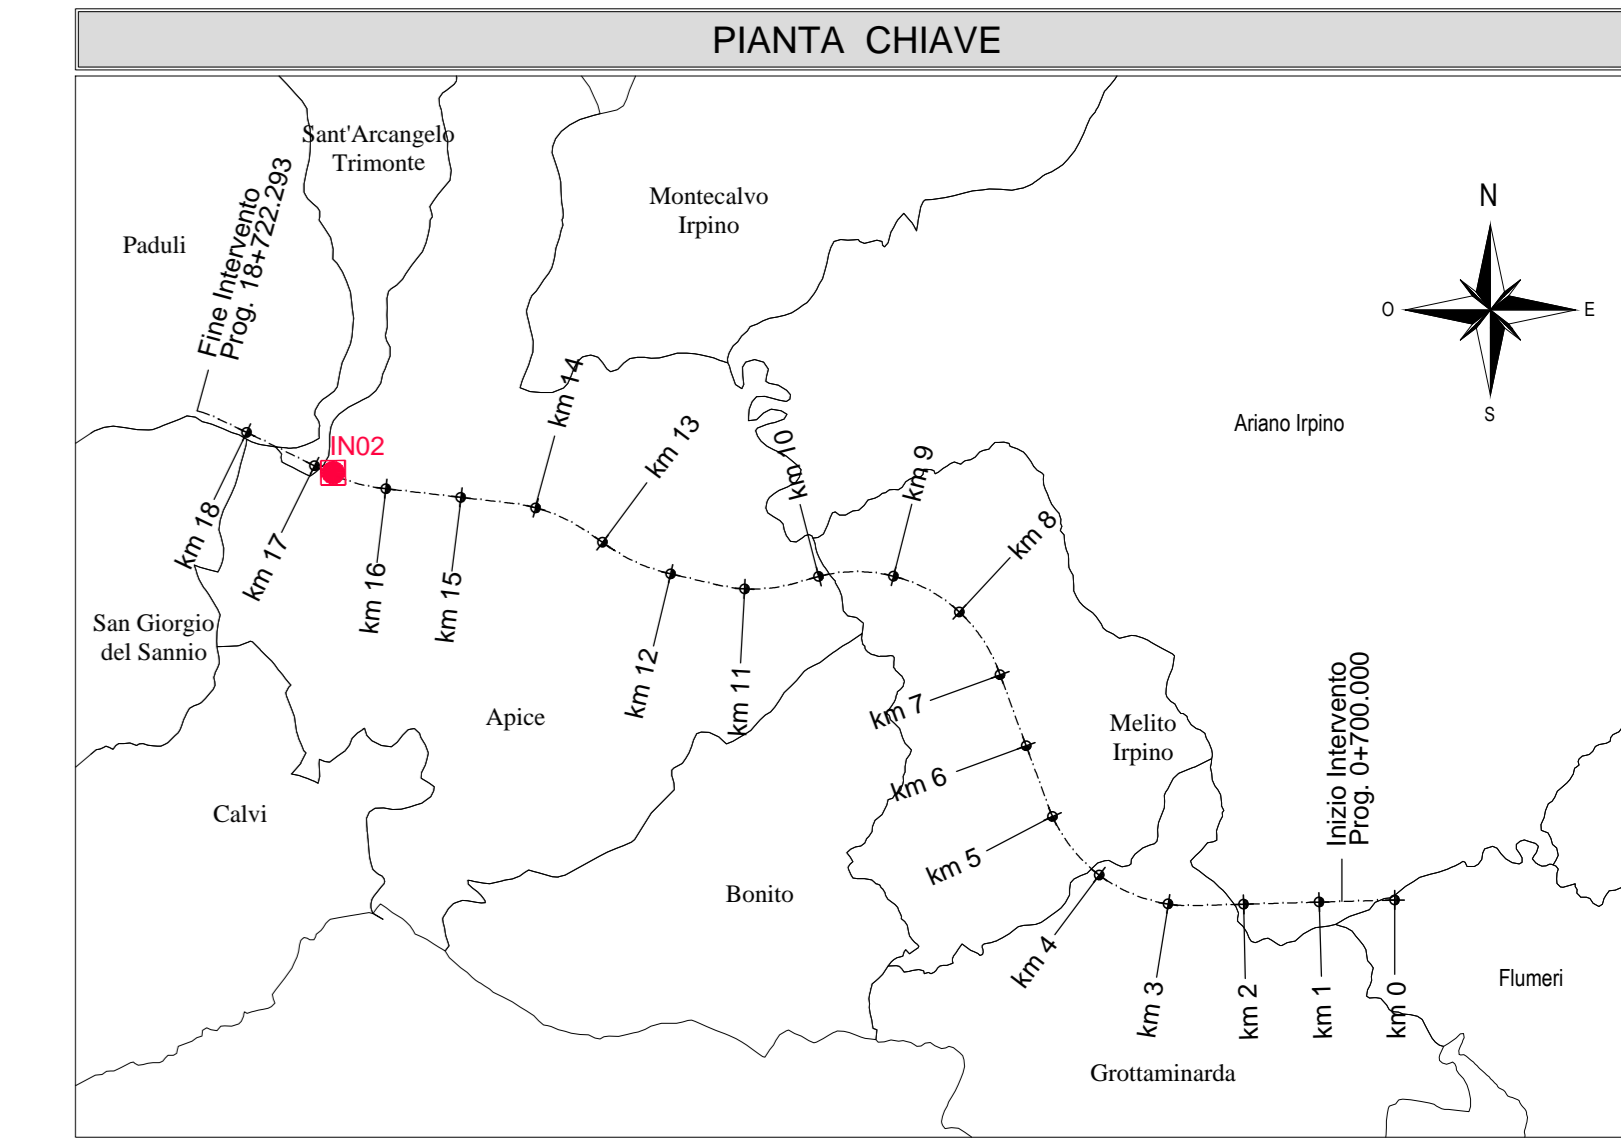 PIANTA CHIAVE
Sant'Arcangelo
Trimonte
Montecalvo
Irpino
Paduli
Fine Intervento
Prog. 18+722.293
N
O
E
S
Ariano Irpino
IN02
km 14
km 13
km 10
km 9
km 8
km 18
km 17
km 16
km 15
km 12
km 11
San Giorgio
del Sannio
Apice
km 7
km 6
km 5
Melito
Irpino
Inizio Intervento
Prog. 0+700.000
Calvi
Bonito
km 4
km 3
km 2
km 1
km 0
Flumeri
Grottaminarda